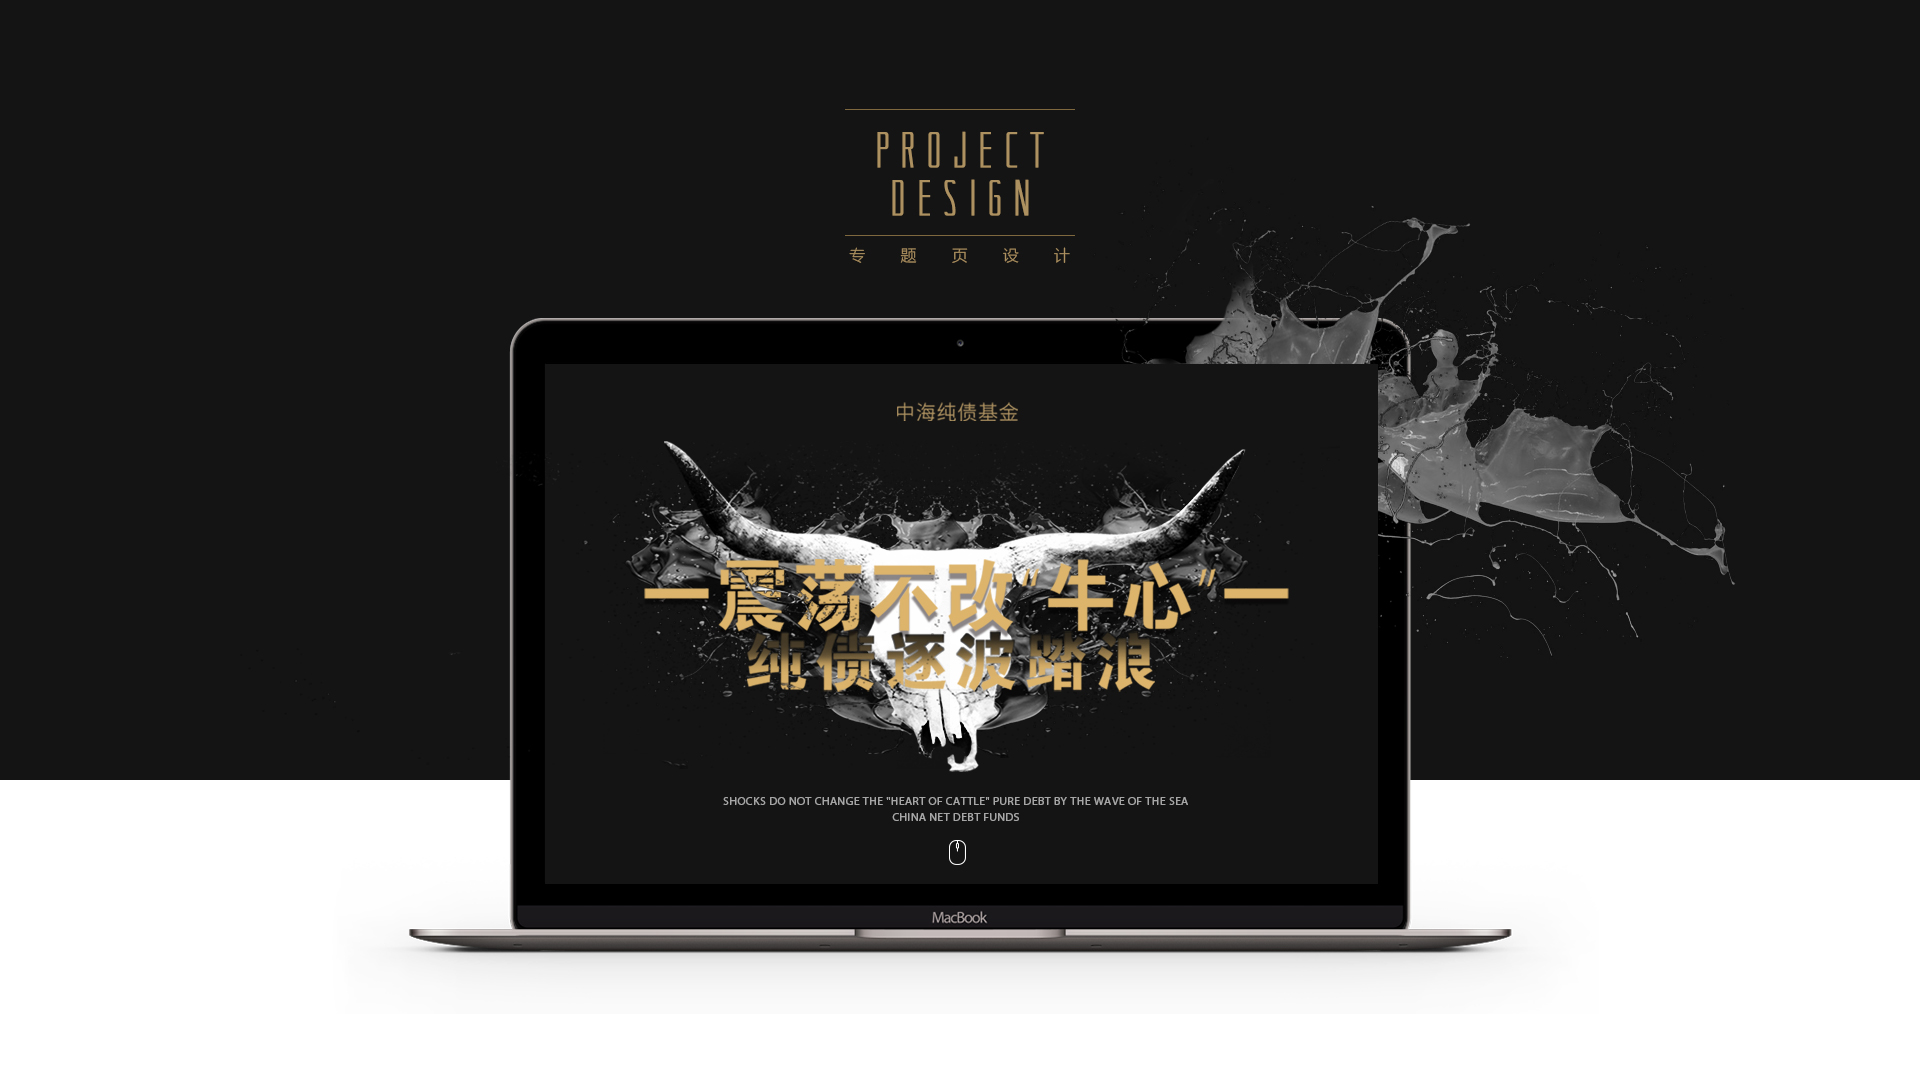 PROJECT
DESIGN
专题页设计
中海纯债基金
一震荡不改"牛心"一
纯债逐波踏浪
SHOCKS DO NOT CHANGE THE "HEART OF CATTLE" PURE DEBT BY THE WAVE OF THE SEA
CHINA NET DEBT FUNDS
MacBook